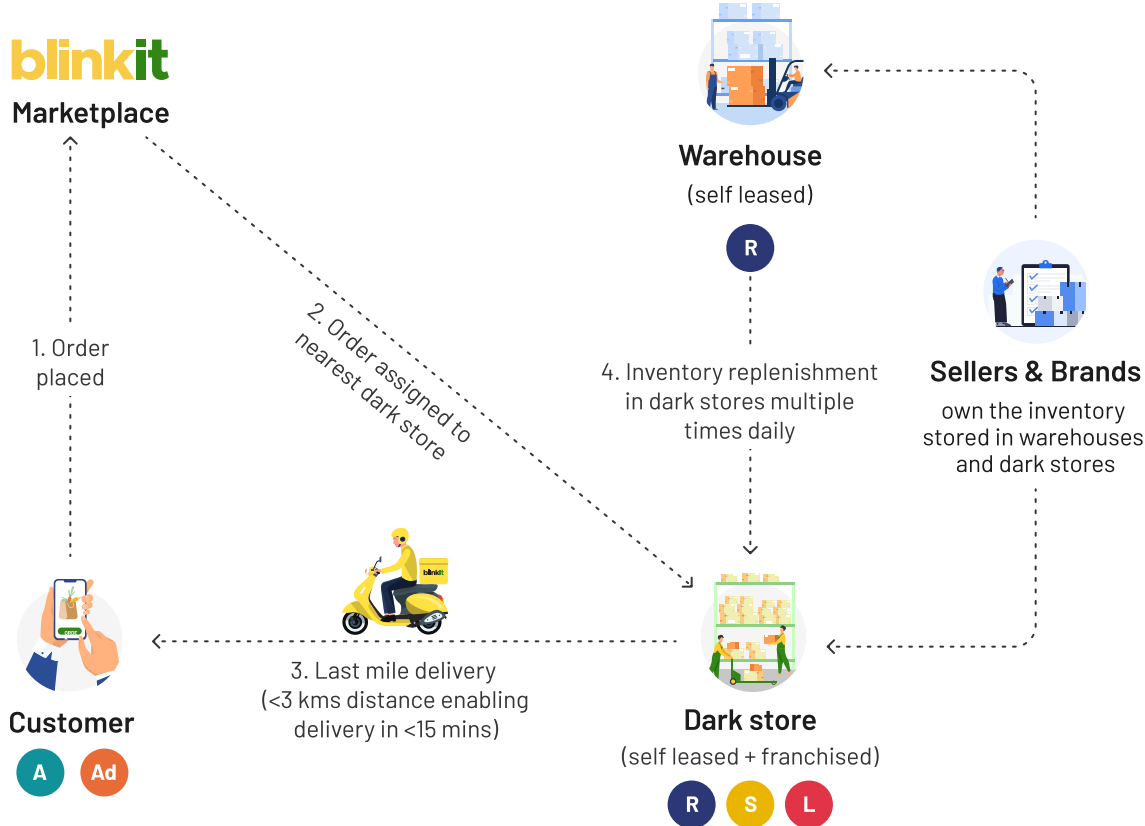 blinkit
Marketplace
Warehouse
(self leased)
R
1. Order
placed
2. Order assigned to
nearest dark store
4. Inventory replenishment
in dark stores multiple
times daily
Sellers & Brands
own the inventory
stored in warehouses
and dark stores
blinkit
3. Last mile delivery
(<3 kms distance enabling
delivery in <15 mins)
Customer
A
Ad
Dark store
(self leased + franchised)
R
S
L